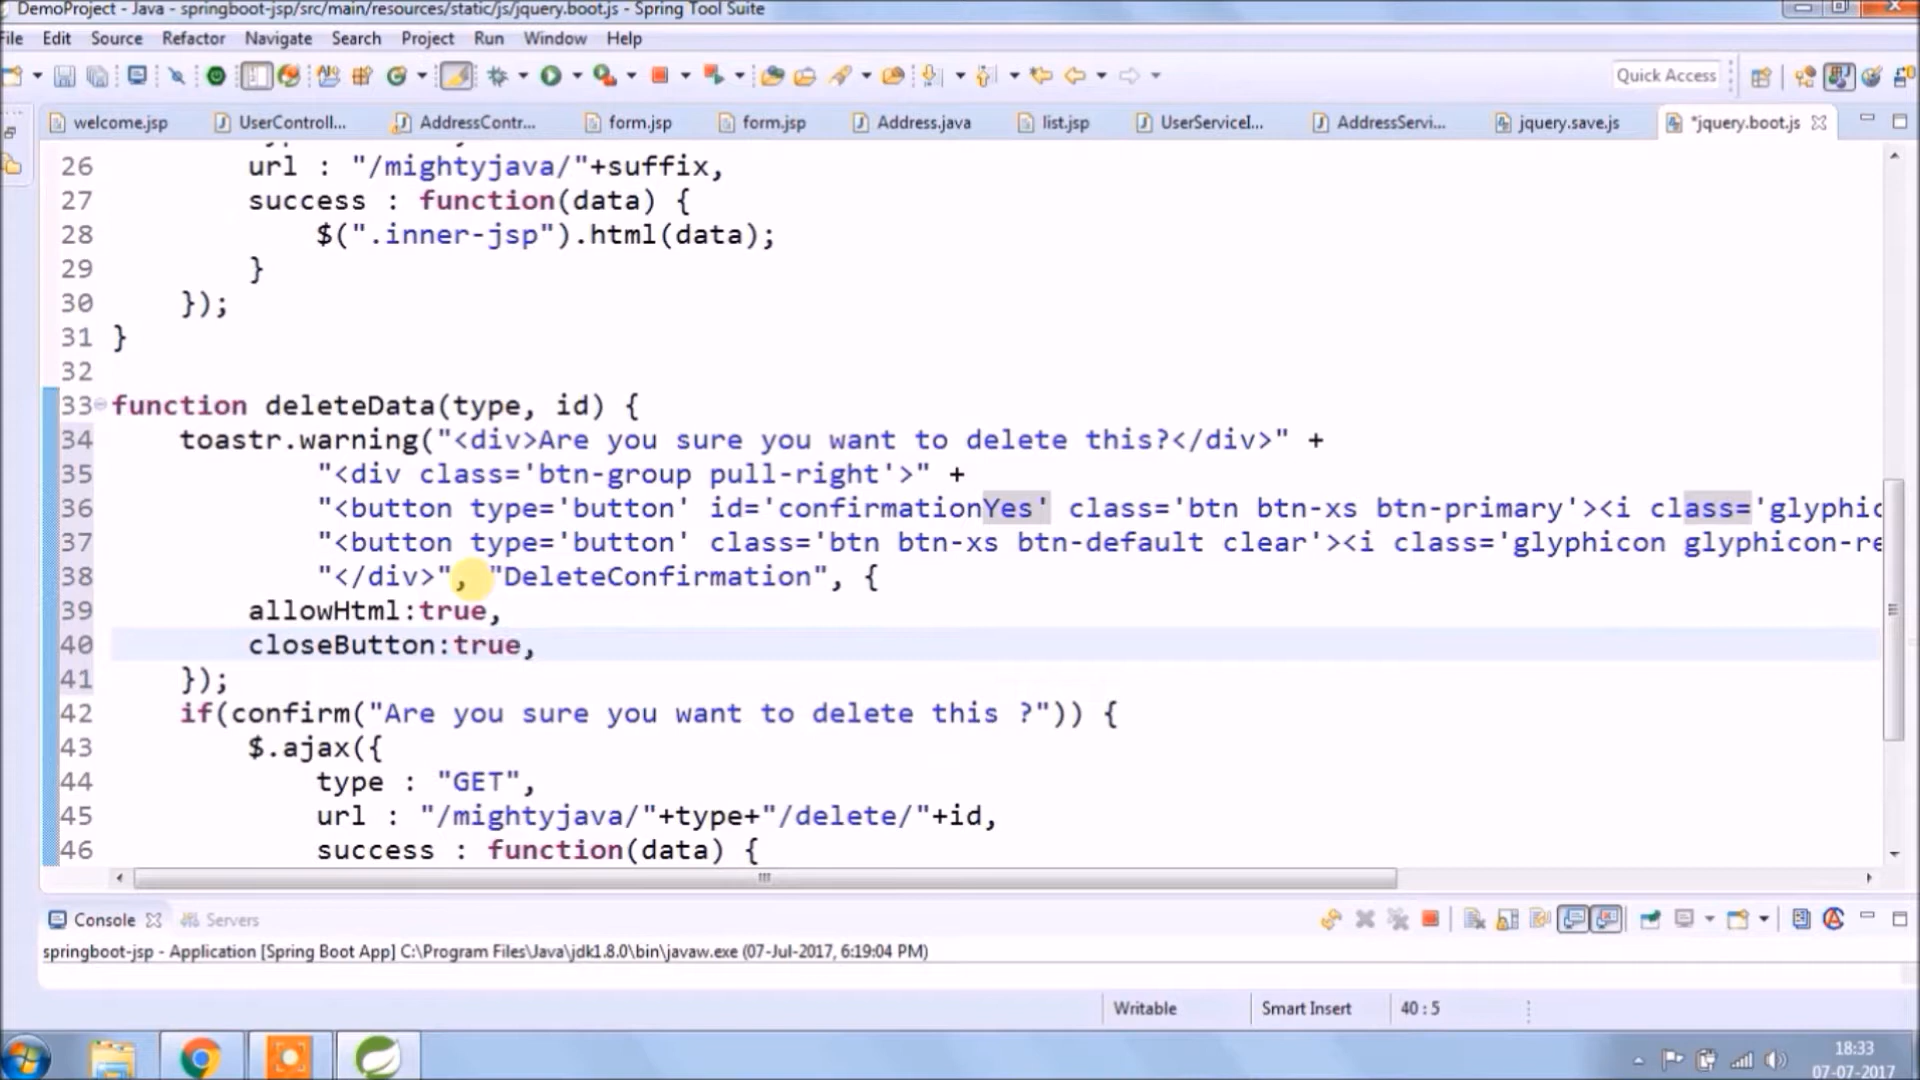 DemoProject - Java - springboot-jsp/src/main/resources/static/js/jquery.boot.js - Spring Tool Suite
File Edit Source Refactor Navigate Search Project Run Window Help
Quick Access
welcome.jsp UserControll... AddressContr... form.jsp form.jsp Address.java list.jsp UserServiceI... AddressServi... jquery.save.js *jquery.boot.js
26 url : "/mightyjava/"+suffix,
27 success : function(data) {
28 $(".inner-jsp").html(data);
29 }
30 });
31 }
32
33 function deleteData(type, id) {
34 toastr.warning("<div>Are you sure you want to delete this?</div>" +
35 "<div class='btn-group pull-right'>" +
36 "<button type='button' id='confirmationYes' class='btn btn-xs btn-primary'><i class='glyphic
37 "<button type='button' class='btn btn-xs btn-default clear'><i class='glyphicon glyphicon-re
38 "</div>", "DeleteConfirmation", {
39 allowHtml:true,
40 closeButton:true,
41 });
42 if(confirm("Are you sure you want to delete this ?")) {
43 $.ajax({
44 type : "GET",
45 url : "/mightyjava/"+type+"/delete/"+id,
46 success : function(data) {
Console Servers
springboot-jsp - Application [Spring Boot App] C:\Program Files\Java\jdk1.8.0\bin\javaw.exe (07-Jul-2017, 6:19:04 PM)
Writable Smart Insert 40 : 5
18:33
07-07-2017